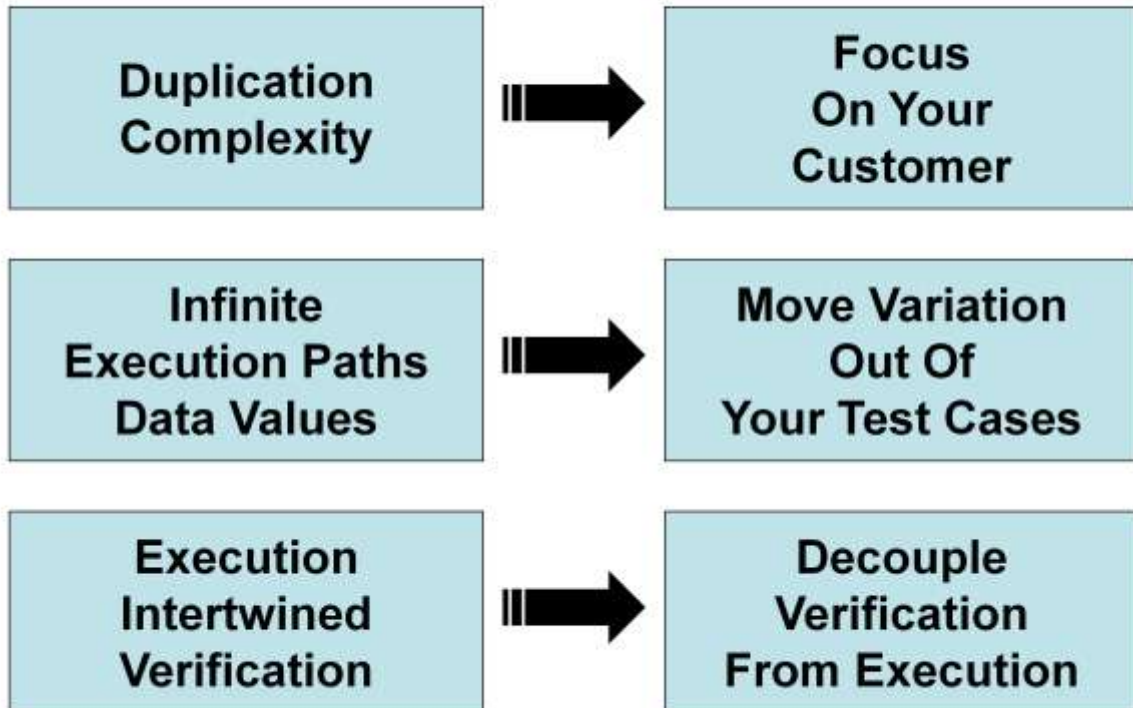 Duplication
Complexity
Focus
On Your
Customer
Infinite
Execution Paths
Data Values
Move Variation
Out Of
Your Test Cases
Execution
Intertwined
Verification
Decouple
Verification
From Execution